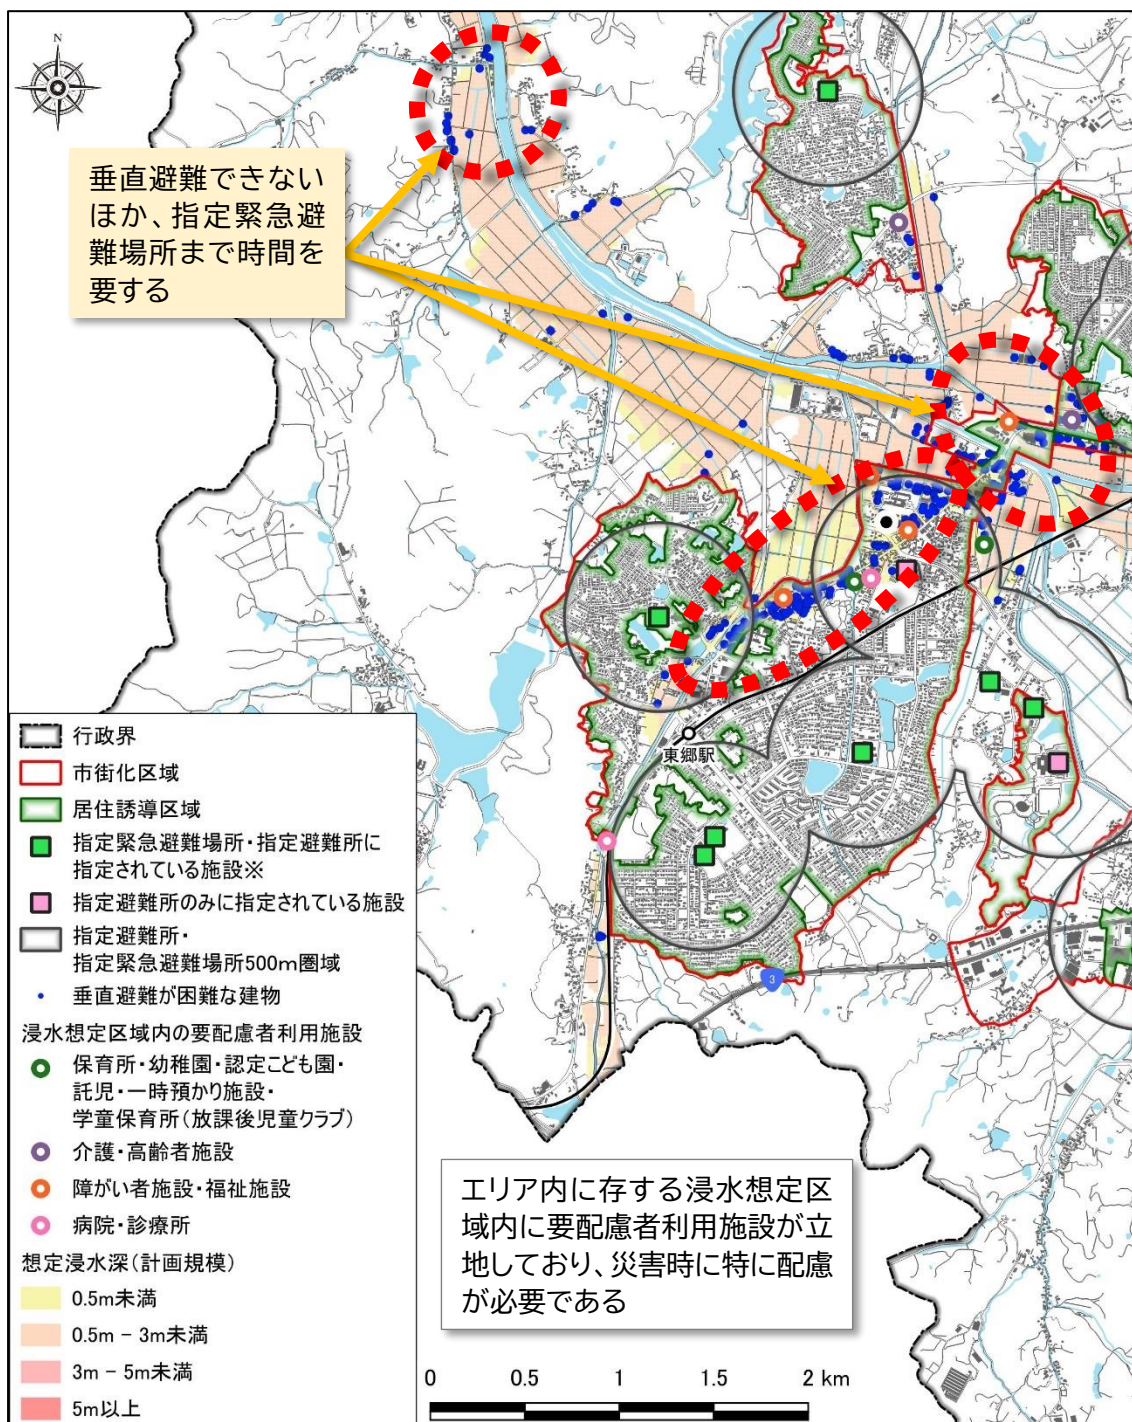 N
垂直避難できない
ほか、指定緊急避
難場所まで時間を
要する
東郷駅
3
行政界
市街化区域
居住誘導区域
指定緊急避難場所・指定避難所に
指定されている施設※
指定避難所のみに指定されている施設
指定避難所・
指定緊急避難場所500m圏域
垂直避難が困難な建物
浸水想定区域内の要配慮者利用施設
保育所・幼稚園・認定こども園・
託児・一時預かり施設・
学童保育所(放課後児童クラブ)
介護・高齢者施設
障がい者施設・福祉施設
病院・診療所
想定浸水深(計画規模)
0.5m未満
0.5m - 3m未満
3m - 5m未満
5m以上
エリア内に存する浸水想定区
域内に要配慮者利用施設が立
地しており、災害時に特に配慮
が必要である
0 0.5 1 1.5 2 km